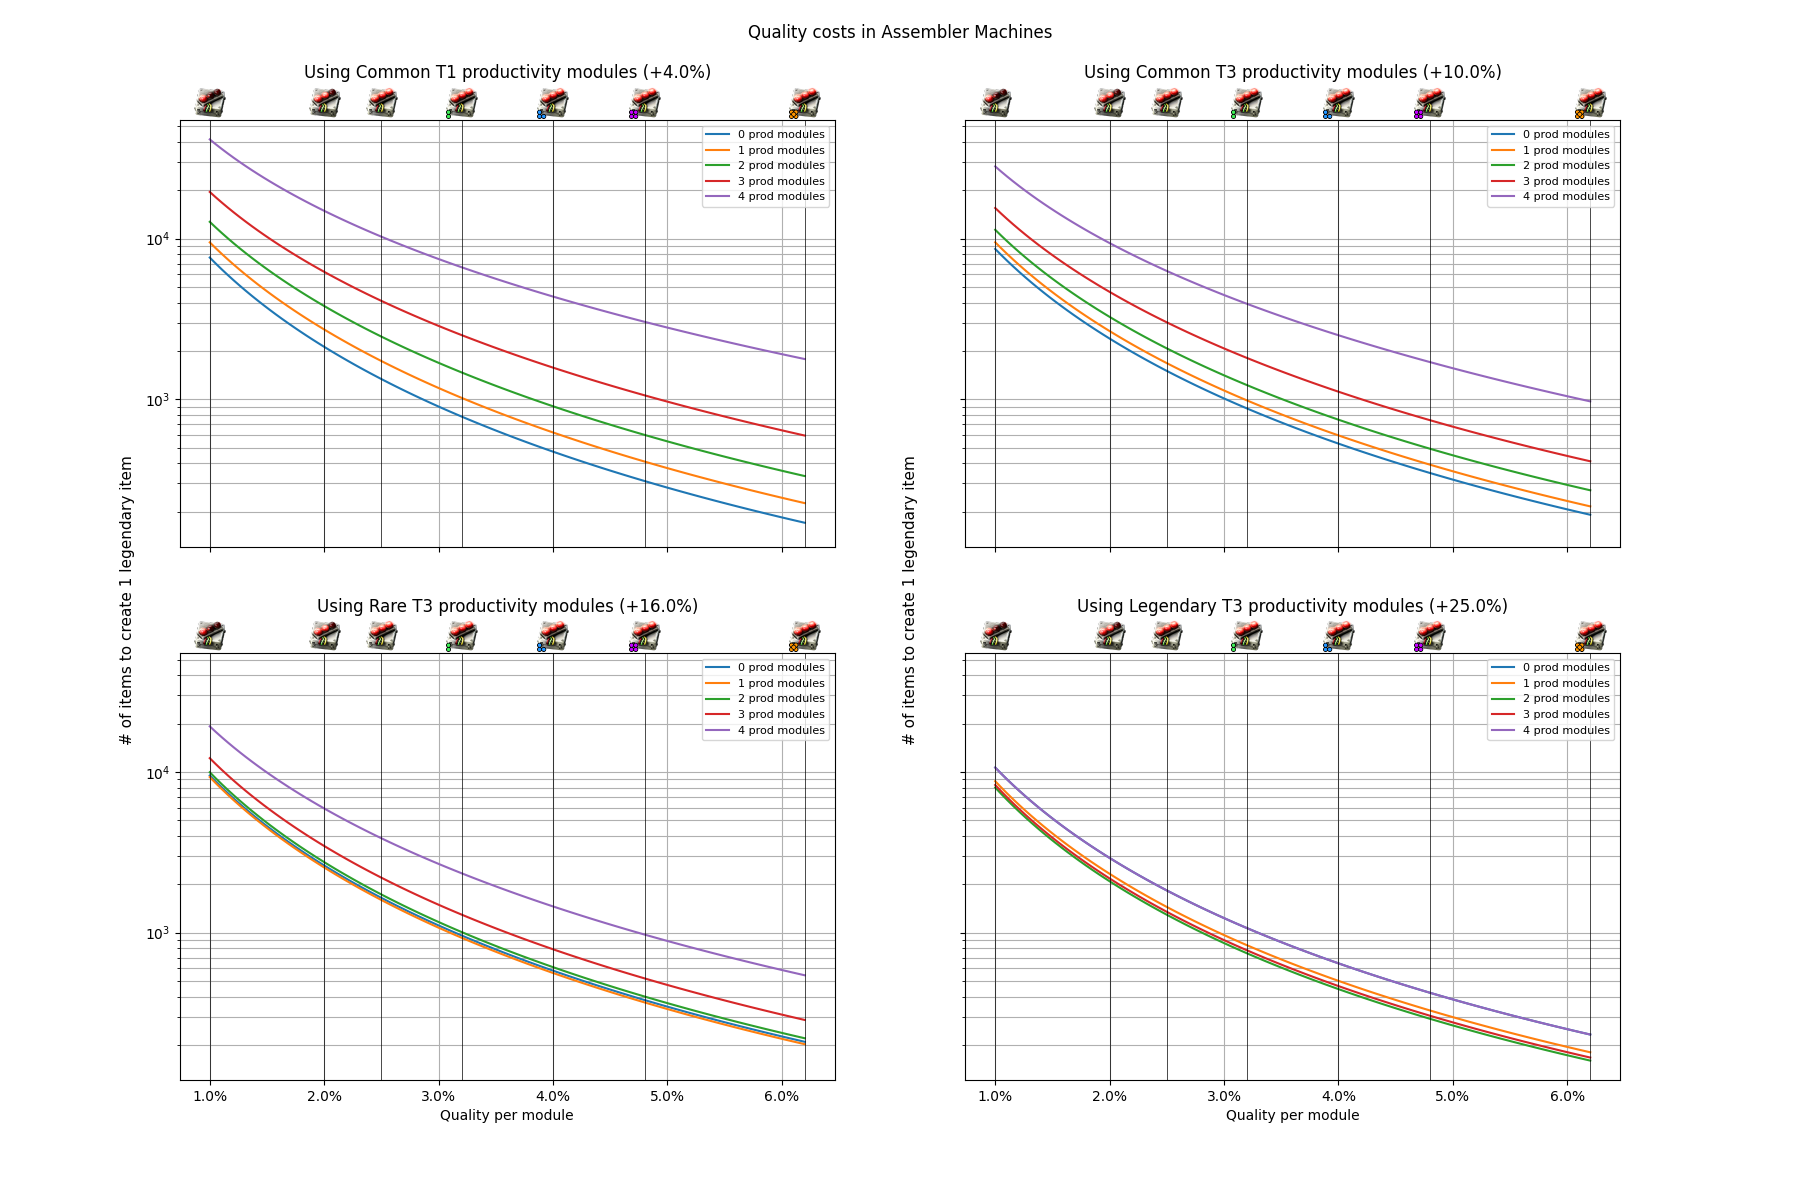 Quality costs in Assembler Machines
Using Common T1 productivity modules (+4.0%)
0 prod modules
1 prod modules
2 prod modules
3 prod modules
4 prod modules
10⁴
10³
Using Common T3 productivity modules (+10.0%)
0 prod modules
1 prod modules
2 prod modules
3 prod modules
4 prod modules
# of items to create 1 legendary item
# of items to create 1 legendary item
Using Rare T3 productivity modules (+16.0%)
0 prod modules
1 prod modules
2 prod modules
3 prod modules
4 prod modules
10⁴
10³
1.0% 2.0% 3.0% 4.0% 5.0% 6.0%
Quality per module
Using Legendary T3 productivity modules (+25.0%)
0 prod modules
1 prod modules
2 prod modules
3 prod modules
4 prod modules
1.0% 2.0% 3.0% 4.0% 5.0% 6.0%
Quality per module